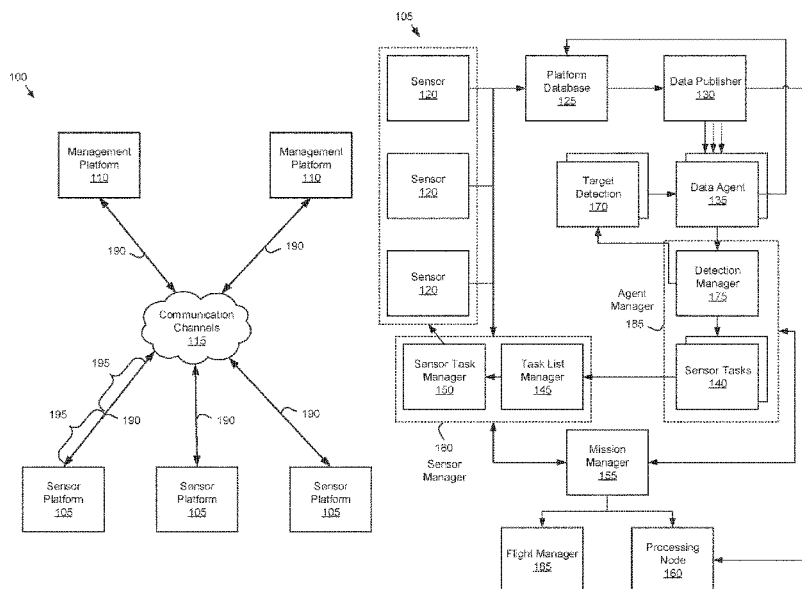 100
Management
Platform
110
Management
Platform
110
190
190
Communication
Channels
115
195
195
190
190
190
Sensor
Platform
105
Sensor
Platform
105
Sensor
Platform
105
105
Sensor
120
Sensor
120
Sensor
120
Platform
Database
125
Data Publisher
130
Target
Detection
170
Data Agent
135
Agent
Manager
185
Detection
Manager
175
Sensor Tasks
140
Sensor Task
Manager
150
Task List
Manager
145
180
Sensor
Manager
Mission
Manager
155
Flight Manager
165
Processing
Node
160